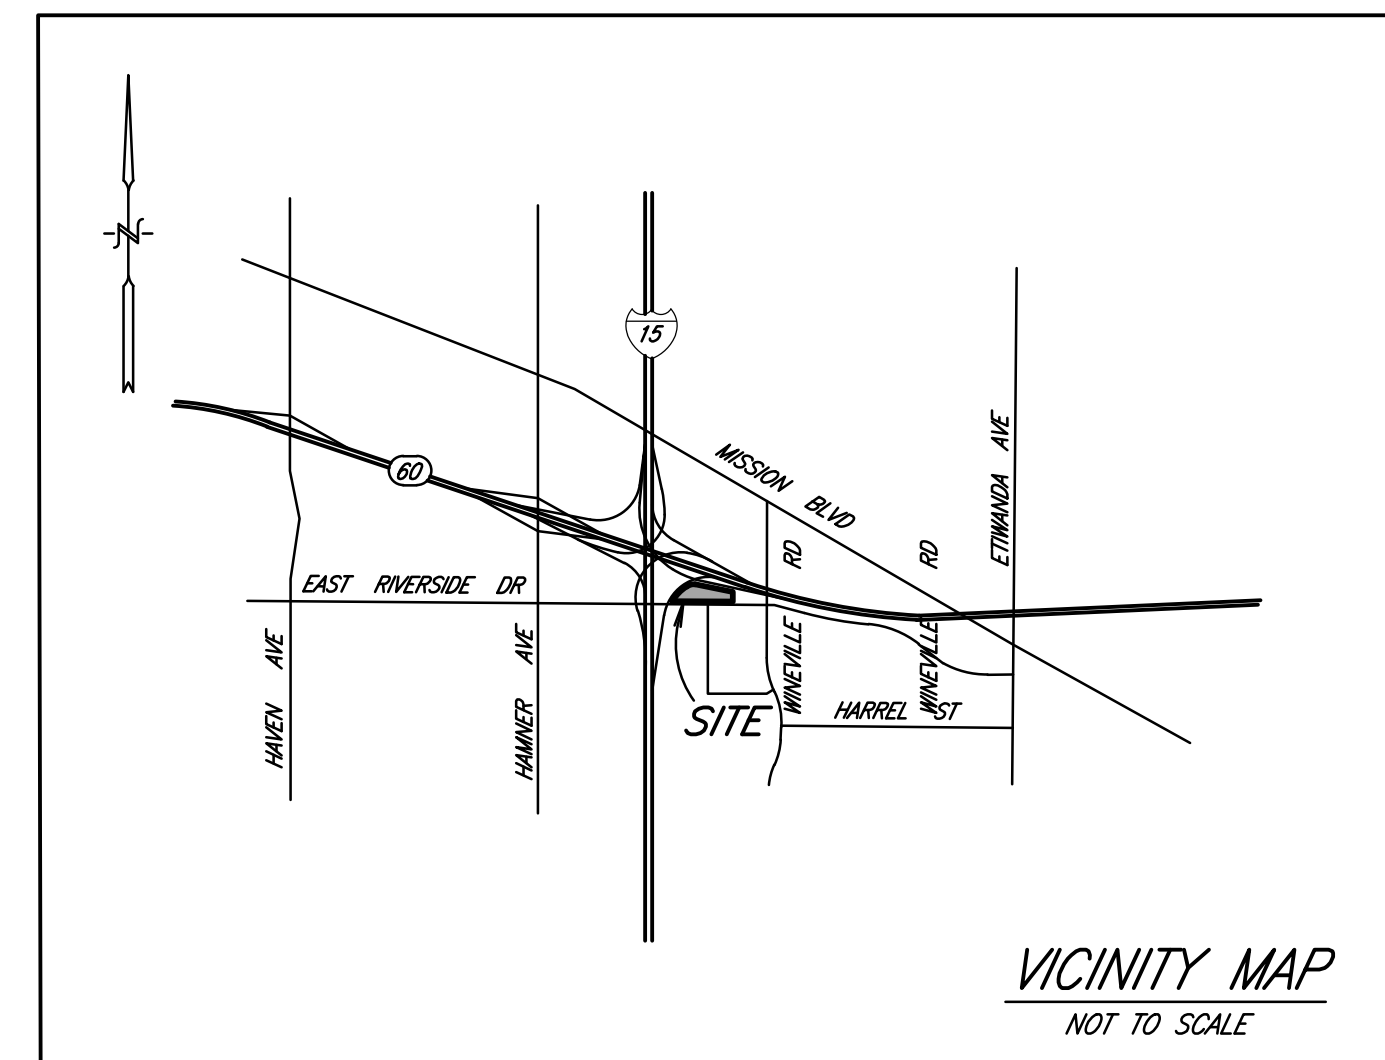 N
15
60
MISSION BLVD
ETIWANDA AVE
EAST RIVERSIDE DR
WINEVILLE RD
WINEVILLE RD
HAVEN AVE
HAMNER AVE
SITE
HARREL ST
VICINITY MAP
NOT TO SCALE